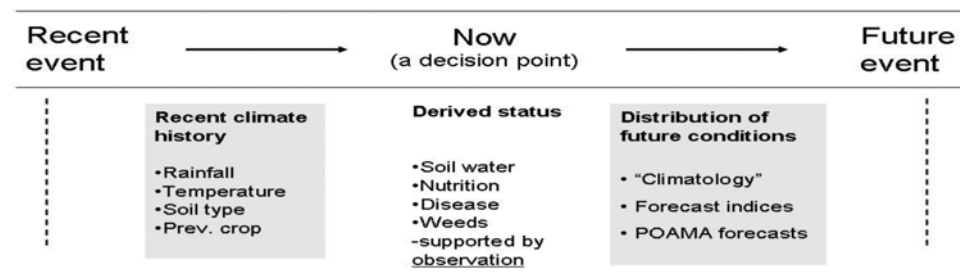 Recent event
Now
(a decision point)
Future event
Recent climate
history
•Rainfall
•Temperature
•Soil type
•Prev. crop
Derived status
•Soil water
•Nutrition
•Disease
•Weeds
-supported by
observation
Distribution of
future conditions
• “Climatology”
• Forecast indices
• POAMA forecasts